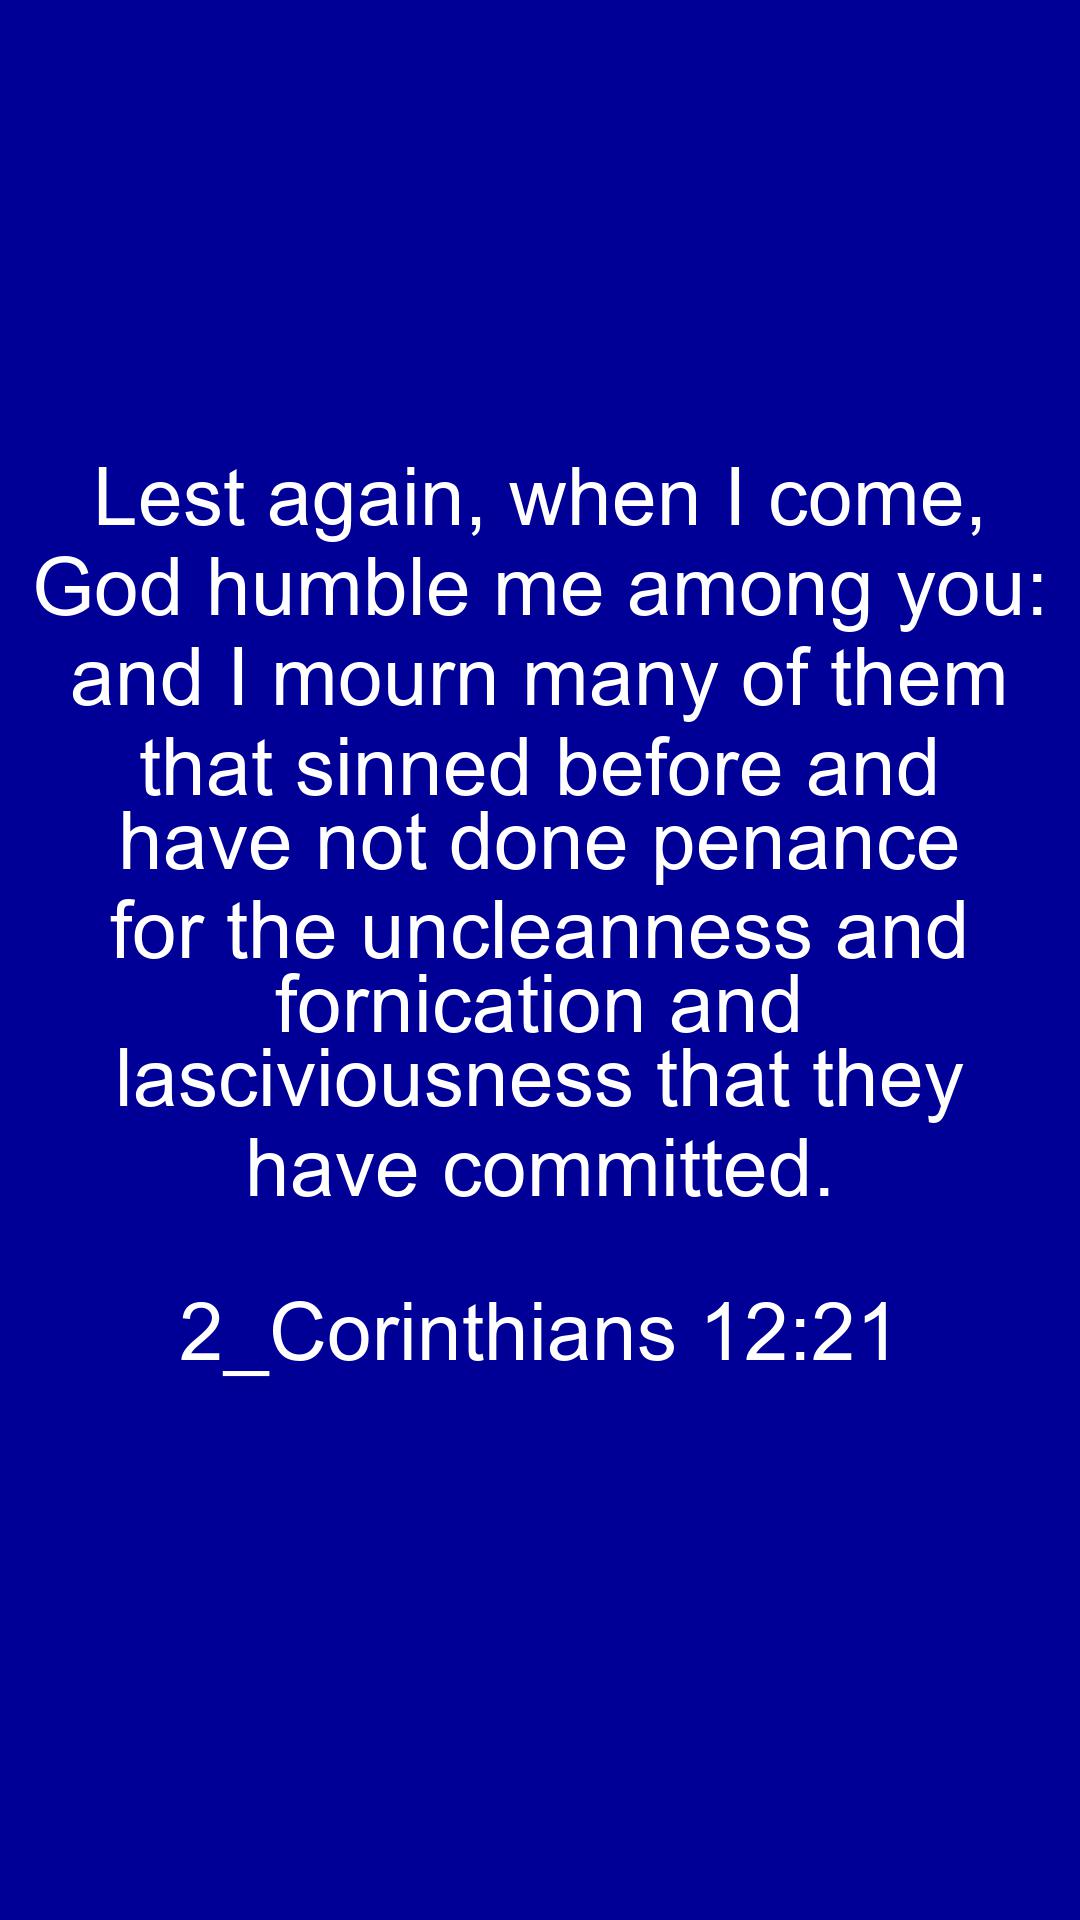 Lest again, when I come,
God humble me among you:
and I mourn many of them
that sinned before and
have not done penance
for the uncleanness and
fornication and
lasciviousness that they
have committed.
2_Corinthians 12:21